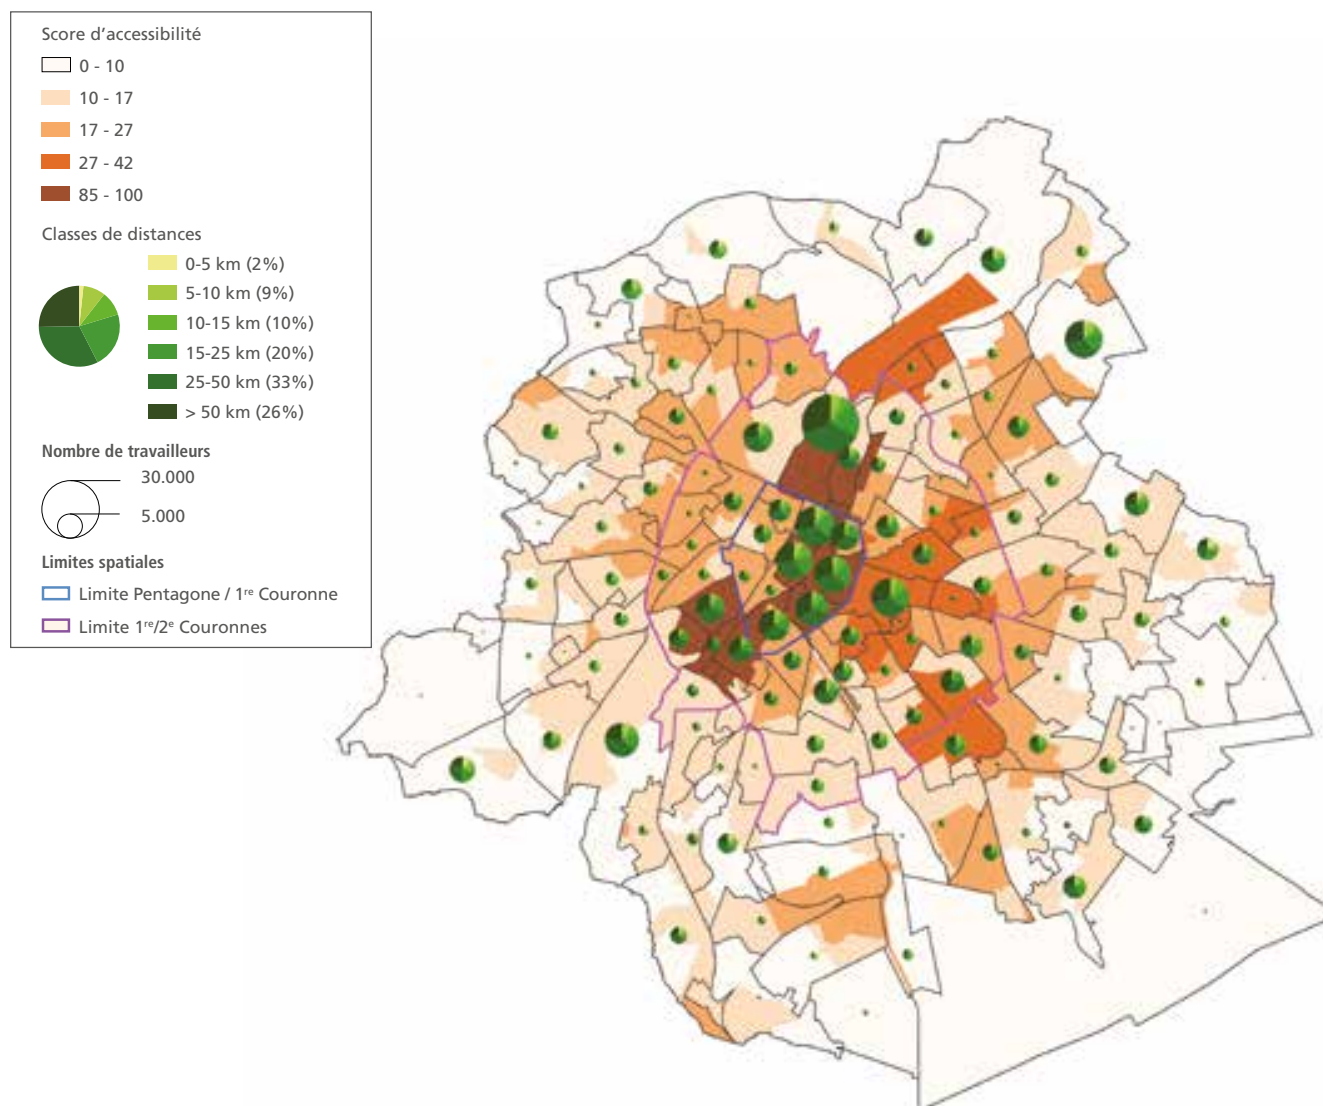 Score d’accessibilité
0 - 10
10 - 17
17 - 27
27 - 42
85 - 100
Classes de distances
0-5 km (2%)
5-10 km (9%)
10-15 km (10%)
15-25 km (20%)
25-50 km (33%)
> 50 km (26%)
Nombre de travailleurs
30.000
5.000
Limites spatiales
Limite Pentagone / 1re Couronne
Limite 1re/2e Couronnes